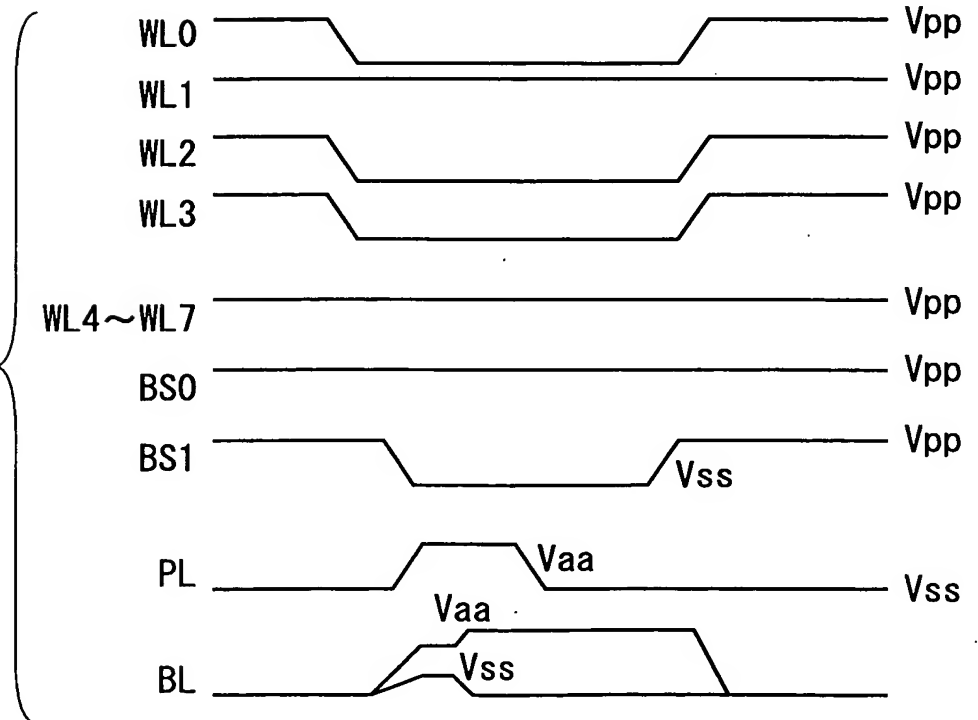 WL0 Vpp
WL1 Vpp
WL2 Vpp
WL3 Vpp
WL4～WL7 Vpp
BS0 Vpp
BS1 Vpp
Vss
PL Vaa Vss
Vaa
BL Vss